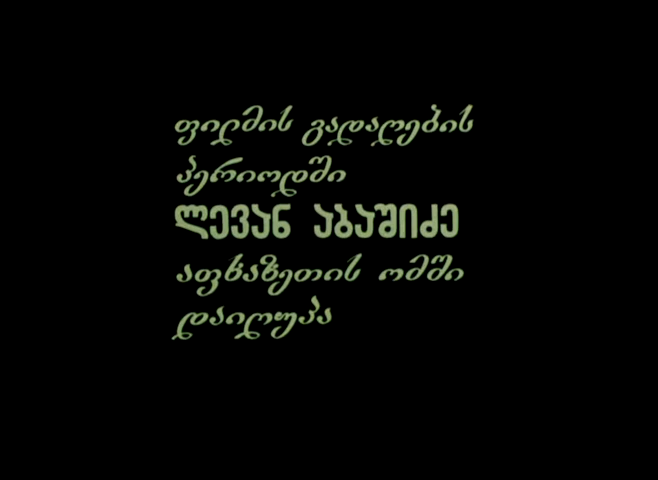 ფილმის გადაღების
პერიოდში
ლევან აბაშიძე
აფხაზეთის ომში
დაიღუპა